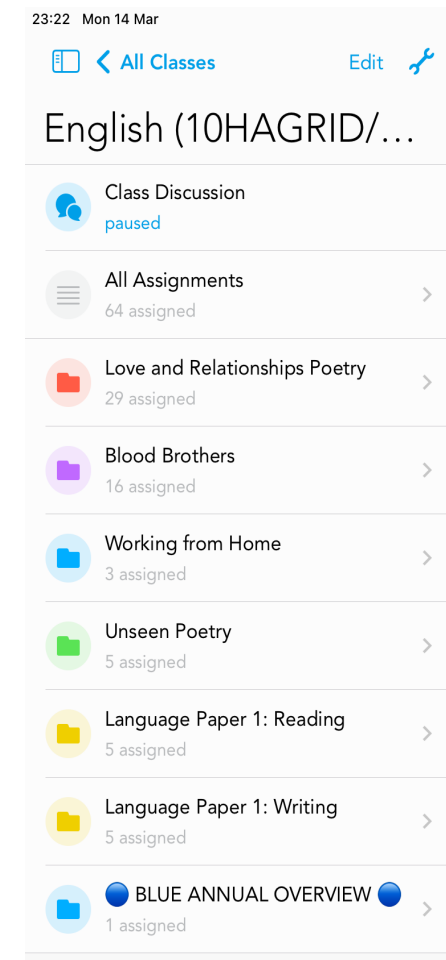 23:22 Mon 14 Mar
All Classes Edit
English (10HAGRID/...
Class Discussion
paused
All Assignments
64 assigned
Love and Relationships Poetry
29 assigned
Blood Brothers
16 assigned
Working from Home
3 assigned
Unseen Poetry
5 assigned
Language Paper 1: Reading
5 assigned
Language Paper 1: Writing
5 assigned
🔵 BLUE ANNUAL OVERVIEW 🔵
1 assigned